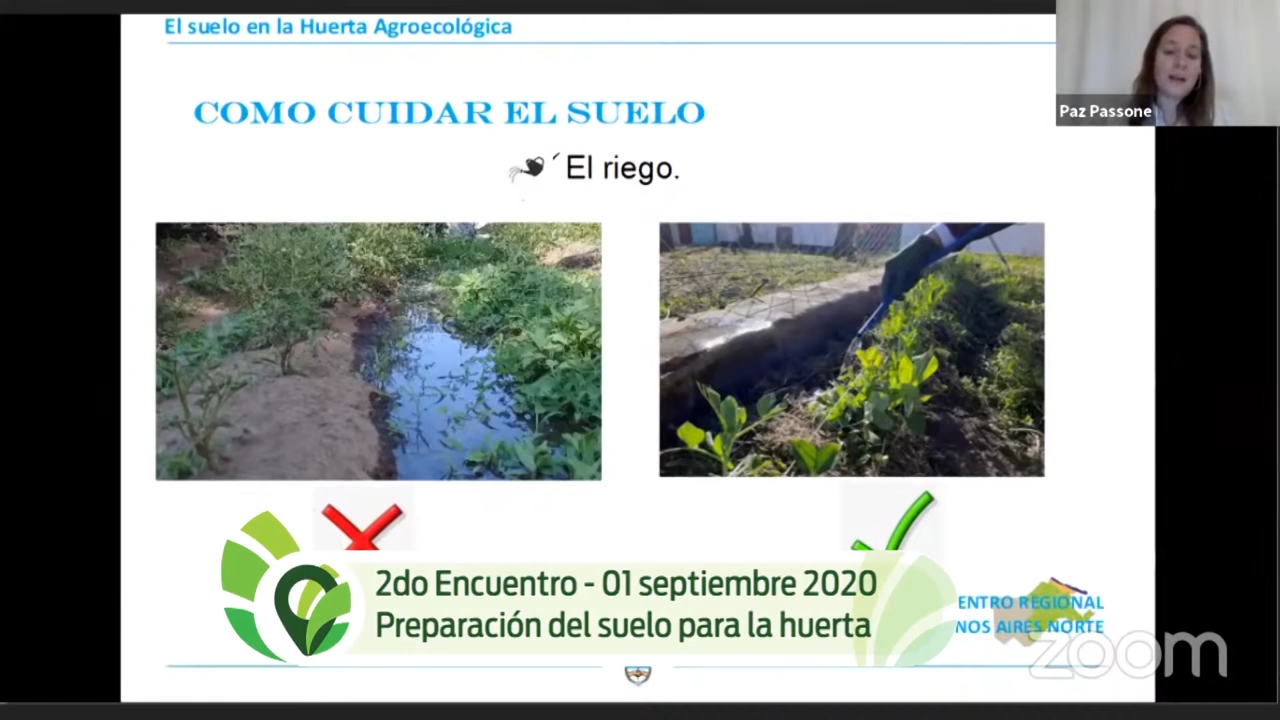 El suelo en la Huerta Agroecológica
COMO CUIDAR EL SUELO
Paz Passone
´El riego.
2do Encuentro - 01 septiembre 2020
Preparación del suelo para la huerta
ENTRO REGIONAL
NOS AIRES NORTE
zoom